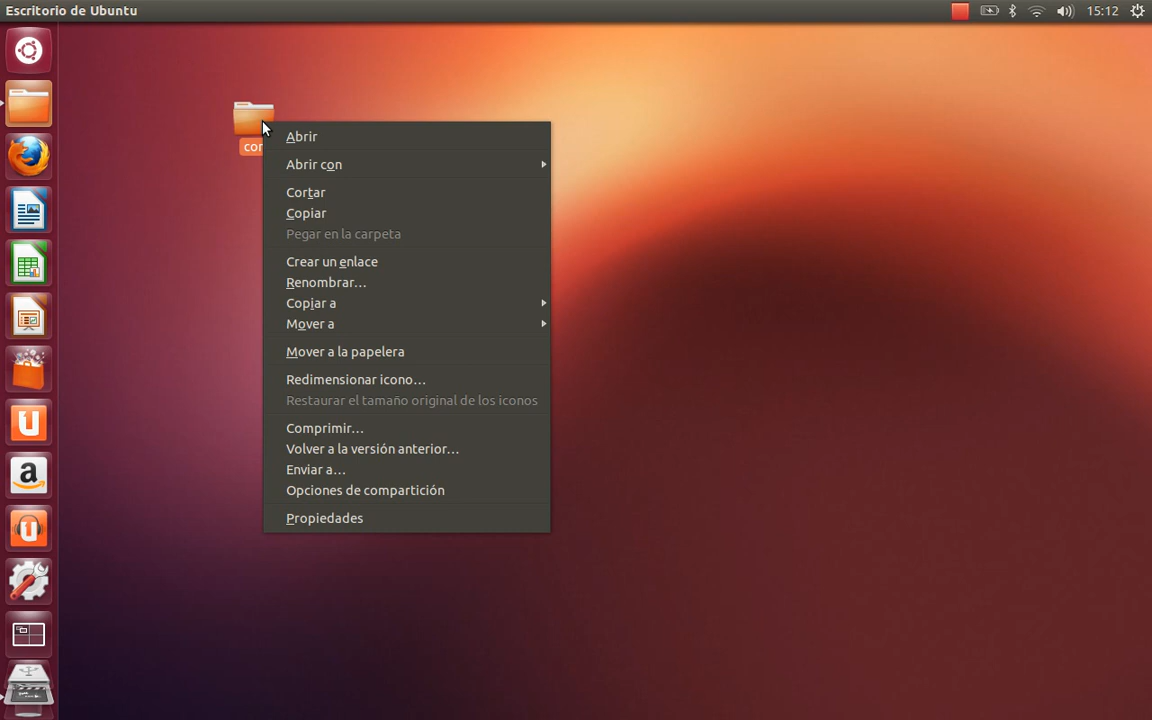 Escritorio de Ubuntu
15:12
Abrir
Abrir con
Cortar
Copiar
Pegar en la carpeta
Crear un enlace
Renombrar...
Copiar a
Mover a
Mover a la papelera
Redimensionar icono...
Restaurar el tamaño original de los iconos
Comprimir...
Volver a la versión anterior...
Enviar a...
Opciones de compartición
Propiedades